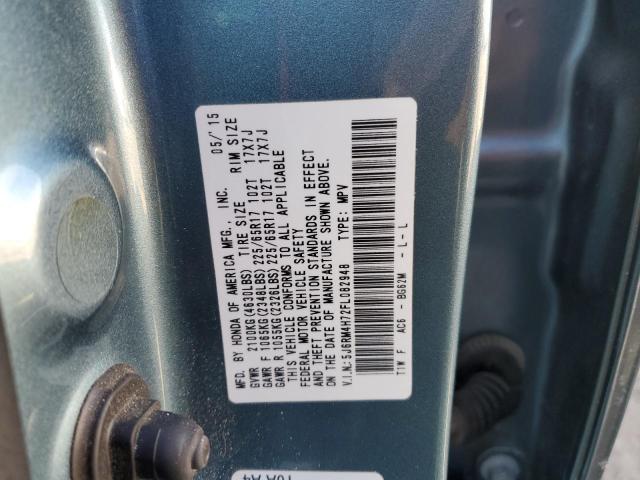 MFD. BY HONDA OF AMERICA MFG., INC. 05/'15
TIRE SIZE RIM SIZE
GVWR 2100KG(4630LBS)
GAWR F 1065KG(2348LBS) 225/65R17 102T 17X7J
GAWR R 1055KG(2326LBS) 225/65R17 102T 17X7J
THIS VEHICLE CONFORMS TO ALL APPLICABLE
FEDERAL MOTOR VEHICLE SAFETY
AND THEFT PREVENTION STANDARDS IN EFFECT
ON THE DATE OF MANUFACTURE SHOWN ABOVE.
V.I.N.: 5J6RM4H72FL082948 TYPE: MPV
T1W F AC6 - BG62M - L - L